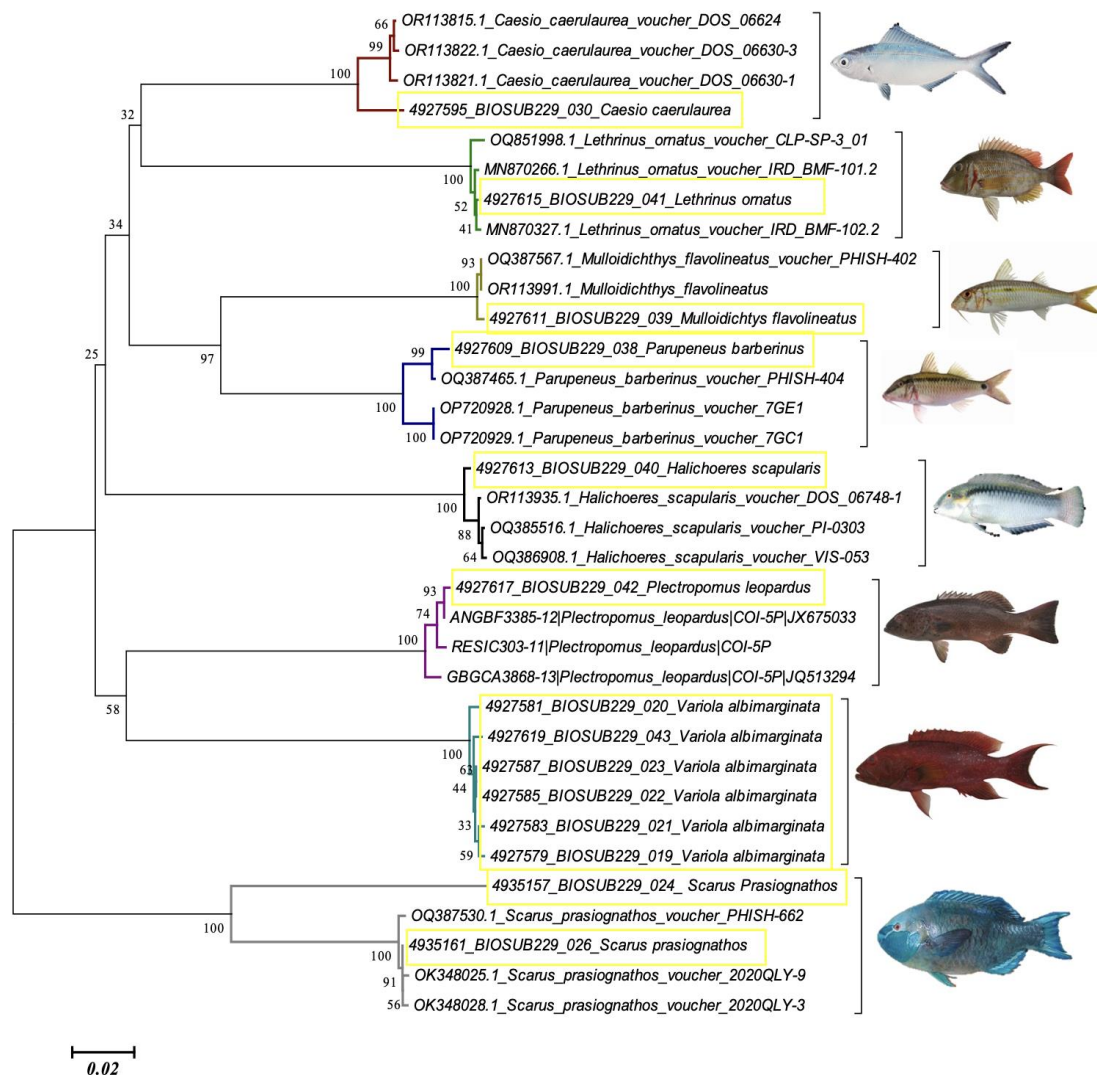 66
OR113815.1_Caesio_caerulaurea_voucher_DOS_06624
99
OR113822.1_Caesio_caerulaurea_voucher_DOS_06630-3
100
OR113821.1_Caesio_caerulaurea_voucher_DOS_06630-1
4927595_BIOSUB229_030_Caesio caerulaurea
32
OQ851998.1_Lethrinus_ornatus_voucher_CLP-SP-3_01
100
MN870266.1_Lethrinus_ornatus_voucher_IRD_BMF-101.2
52
4927615_BIOSUB229_041_Lethrinus ornatus
41
MN870327.1_Lethrinus_ornatus_voucher_IRD_BMF-102.2
34
93
OQ387567.1_Mulloidichthys_flavolineatus_voucher_PHISH-402
100
OR113991.1_Mulloidichthys_flavolineatus
4927611_BIOSUB229_039_Mulloidichtys flavolineatus
25
97
99
4927609_BIOSUB229_038_Parupeneus barberinus
OQ387465.1_Parupeneus_barberinus_voucher_PHISH-404
100
OP720928.1_Parupeneus_barberinus_voucher_7GE1
100
OP720929.1_Parupeneus_barberinus_voucher_7GC1
4927613_BIOSUB229_040_Halichoeres scapularis
100
OR113935.1_Halichoeres_scapularis_voucher_DOS_06748-1
88
OQ385516.1_Halichoeres_scapularis_voucher_PI-0303
64
OQ386908.1_Halichoeres_scapularis_voucher_VIS-053
93
4927617_BIOSUB229_042_Plectropomus leopardus
74
ANGBF3385-12|Plectropomus_leopardus|COI-5P|JX675033
100
RESIC303-11|Plectropomus_leopardus|COI-5P
GBGCA3868-13|Plectropomus_leopardus|COI-5P|JQ513294
58
4927581_BIOSUB229_020_Variola albimarginata
100
4927619_BIOSUB229_043_Variola albimarginata
63
4927587_BIOSUB229_023_Variola albimarginata
44
4927585_BIOSUB229_022_Variola albimarginata
33
4927583_BIOSUB229_021_Variola albimarginata
59
4927579_BIOSUB229_019_Variola albimarginata
4935157_BIOSUB229_024_ Scarus Prasiognathos
100
OQ387530.1_Scarus_prasiognathos_voucher_PHISH-662
100
4935161_BIOSUB229_026_Scarus prasiognathos
91
OK348025.1_Scarus_prasiognathos_voucher_2020QLY-9
56
OK348028.1_Scarus_prasiognathos_voucher_2020QLY-3
0.02